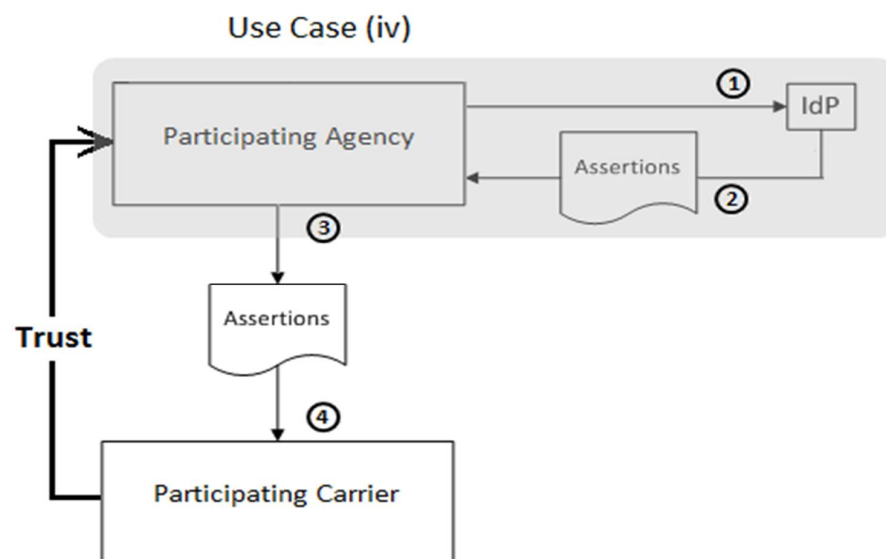 Use Case (iv)
1
IdP
Participating Agency
Assertions
2
3
Assertions
Trust
4
Participating Carrier